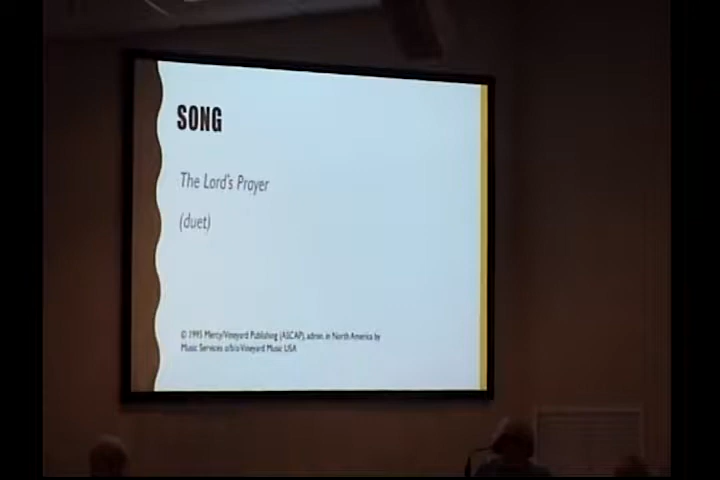 SONG
The Lord's Prayer
(duet)
© 1995 Mercy/Vineyard Publishing (ASCAP), admin. in North America by
Music Services o/b/o Vineyard Music USA